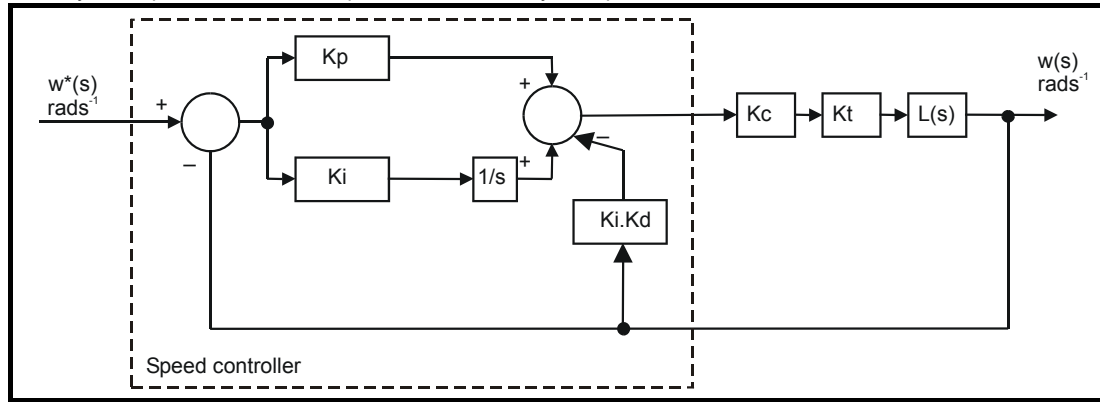 w*(s)
rads-1
+
–
Kp
Ki
1/s
+
+
–
Ki.Kd
Kc
Kt
L(s)
w(s)
rads-1
Speed controller